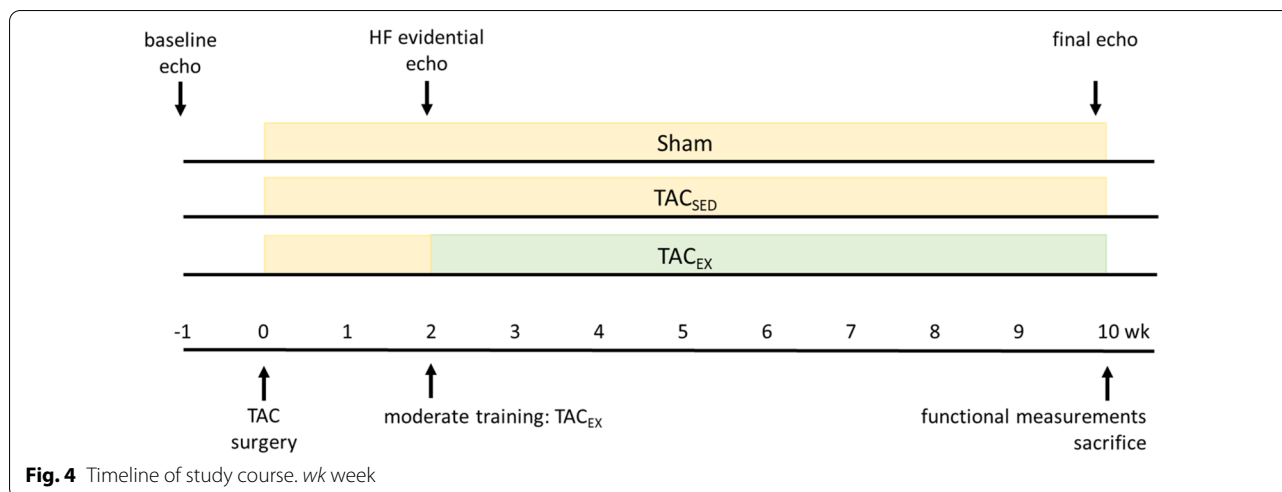 baseline
echo
HF evidential
echo
final echo
Sham
TACSED
TACEX
-1 0 1 2 3 4 5 6 7 8 9 10 wk
TAC
surgery
moderate training: TACEX
functional measurements
sacrifice
Fig. 4 Timeline of study course. wk week